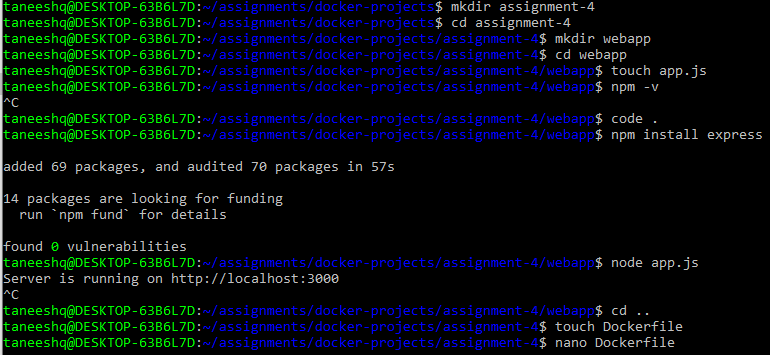 taneeshq@DESKTOP-63B6L7D:~/assignments/docker-projects$ mkdir assignment-4
taneeshq@DESKTOP-63B6L7D:~/assignments/docker-projects$ cd assignment-4
taneeshq@DESKTOP-63B6L7D:~/assignments/docker-projects/assignment-4$ mkdir webapp
taneeshq@DESKTOP-63B6L7D:~/assignments/docker-projects/assignment-4$ cd webapp
taneeshq@DESKTOP-63B6L7D:~/assignments/docker-projects/assignment-4/webapp$ touch app.js
taneeshq@DESKTOP-63B6L7D:~/assignments/docker-projects/assignment-4/webapp$ npm -v
^C
taneeshq@DESKTOP-63B6L7D:~/assignments/docker-projects/assignment-4/webapp$ code .
taneeshq@DESKTOP-63B6L7D:~/assignments/docker-projects/assignment-4/webapp$ npm install express
added 69 packages, and audited 70 packages in 57s
14 packages are looking for funding
  run `npm fund` for details
found 0 vulnerabilities
taneeshq@DESKTOP-63B6L7D:~/assignments/docker-projects/assignment-4/webapp$ node app.js
Server is running on http://localhost:3000
^C
taneeshq@DESKTOP-63B6L7D:~/assignments/docker-projects/assignment-4/webapp$ cd ..
taneeshq@DESKTOP-63B6L7D:~/assignments/docker-projects/assignment-4$ touch Dockerfile
taneeshq@DESKTOP-63B6L7D:~/assignments/docker-projects/assignment-4$ nano Dockerfile